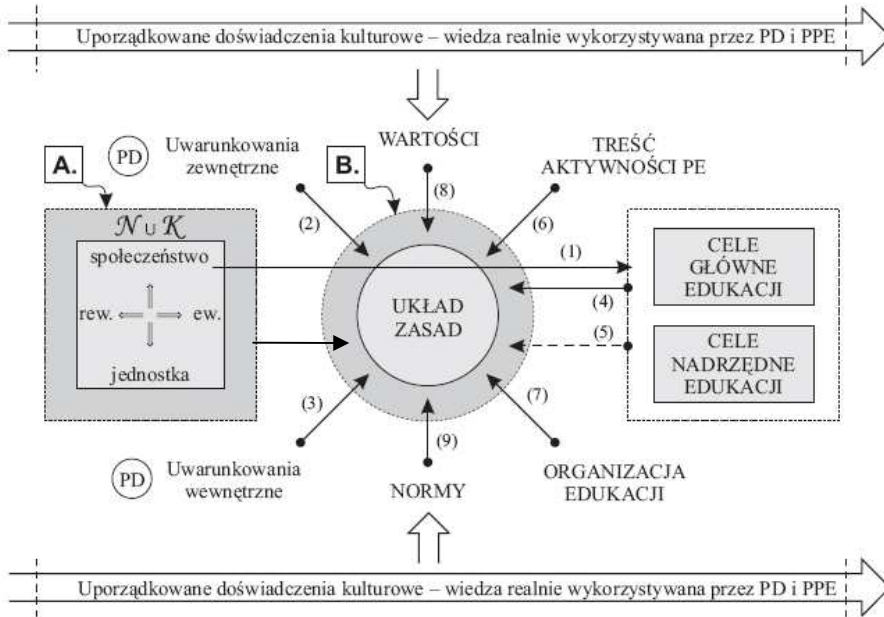 Uporządkowane doświadczenia kulturowe – wiedza realnie wykorzystywana przez PD i PPE
PD
Uwarunkowania
zewnętrzne
WARTOŚCI
TREŚĆ
AKTYWNOŚCI PE
A.
B.
(2)
(8)
(6)
N U K
społeczeństwo
rew.
ew.
jednostka
UKŁAD
ZASAD
(1)
(4)
(5)
CELE
GŁÓWNE
EDUKACJI
CELE
NADRZĘDNE
EDUKACJI
(3)
(9)
(7)
PD
Uwarunkowania
wewnętrzne
NORMY
ORGANIZACJA
EDUKACJI
Uporządkowane doświadczenia kulturowe – wiedza realnie wykorzystywana przez PD i PPE